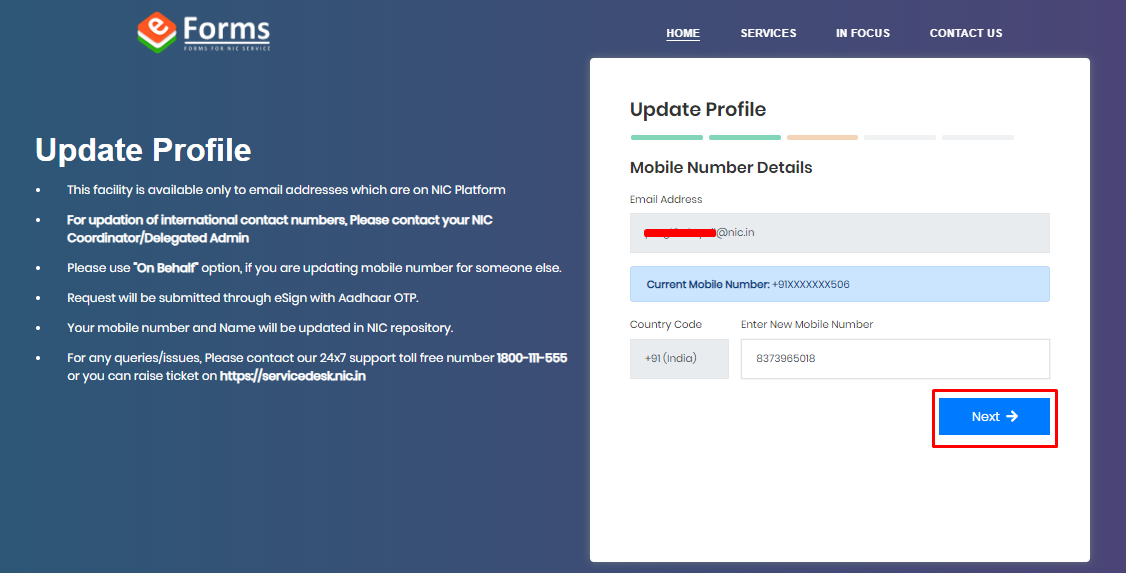 e Forms
FORMS FOR NIC SERVICE
HOME SERVICES IN FOCUS CONTACT US
Update Profile
This facility is available only to email addresses which are on NIC Platform
For updation of international contact numbers, Please contact your NIC
Coordinator/Delegated Admin
Please use "On Behalf" option, if you are updating mobile number for someone else.
Request will be submitted through eSign with Aadhaar OTP.
Your mobile number and Name will be updated in NIC repository.
For any queries/issues, Please contact our 24x7 support toll free number 1800-111-555
or you can raise ticket on https://servicedesk.nic.in
Update Profile
Mobile Number Details
Email Address
@nic.in
Current Mobile Number: +91XXXXXXX506
Country Code Enter New Mobile Number
+91 (India) 8373965018
Next →